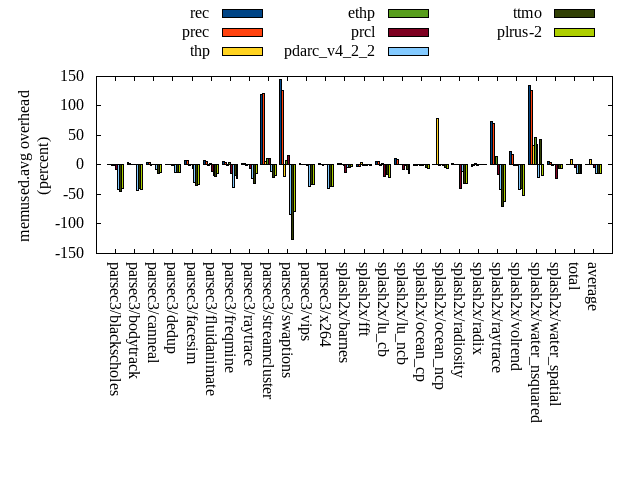 rec ethp ttmo
prec prcl plrus-2
thp pdarc_v4_2_2
memused.avg overhead
(percent)
150
100
50
0
-50
-100
-150
parsec3/blackscholes
parsec3/bodytrack
parsec3/canneal
parsec3/dedup
parsec3/facesim
parsec3/fluidanimate
parsec3/freqmine
parsec3/raytrace
parsec3/streamcluster
parsec3/swaptions
parsec3/vips
parsec3/x264
splash2x/barnes
splash2x/fft
splash2x/lu_cb
splash2x/lu_ncb
splash2x/ocean_cp
splash2x/ocean_ncp
splash2x/radiosity
splash2x/radix
splash2x/raytrace
splash2x/volrend
splash2x/water_nsquared
splash2x/water_spatial
total
average